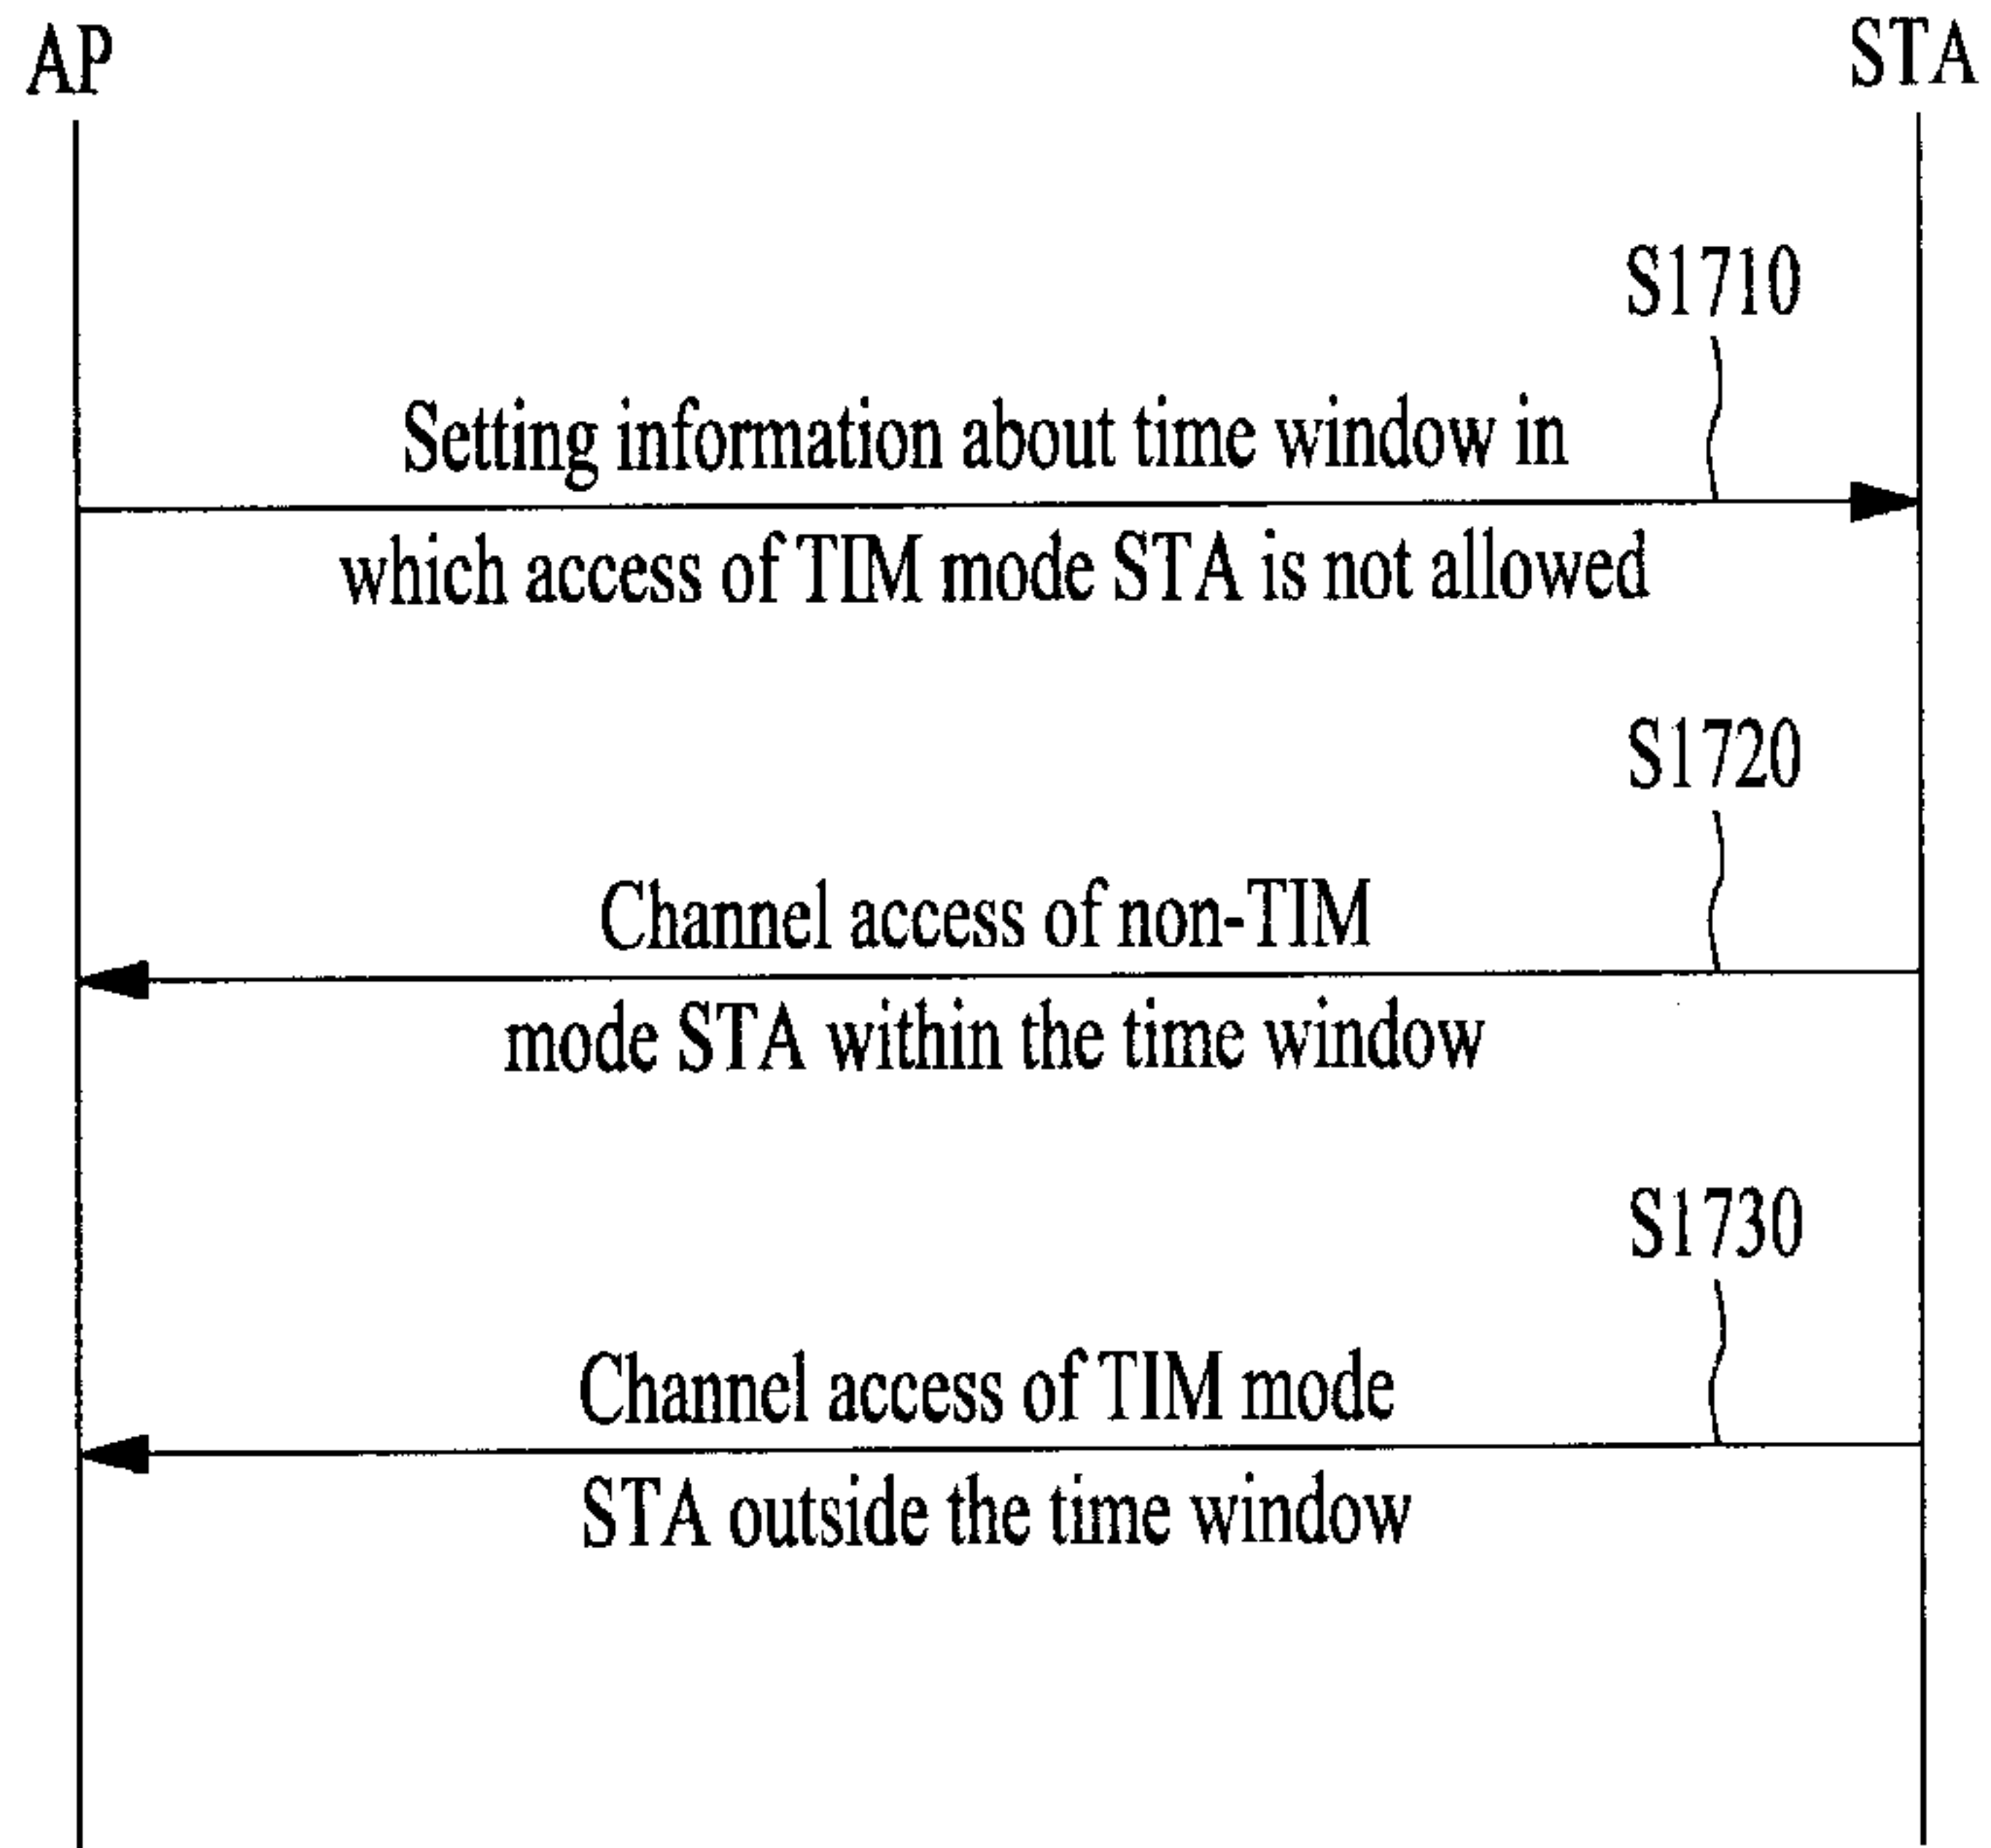 AP
STA
S1710
Setting information about time window in
which access of TIM mode STA is not allowed
S1720
Channel access of non-TIM
mode STA within the time window
S1730
Channel access of TIM mode
STA outside the time window